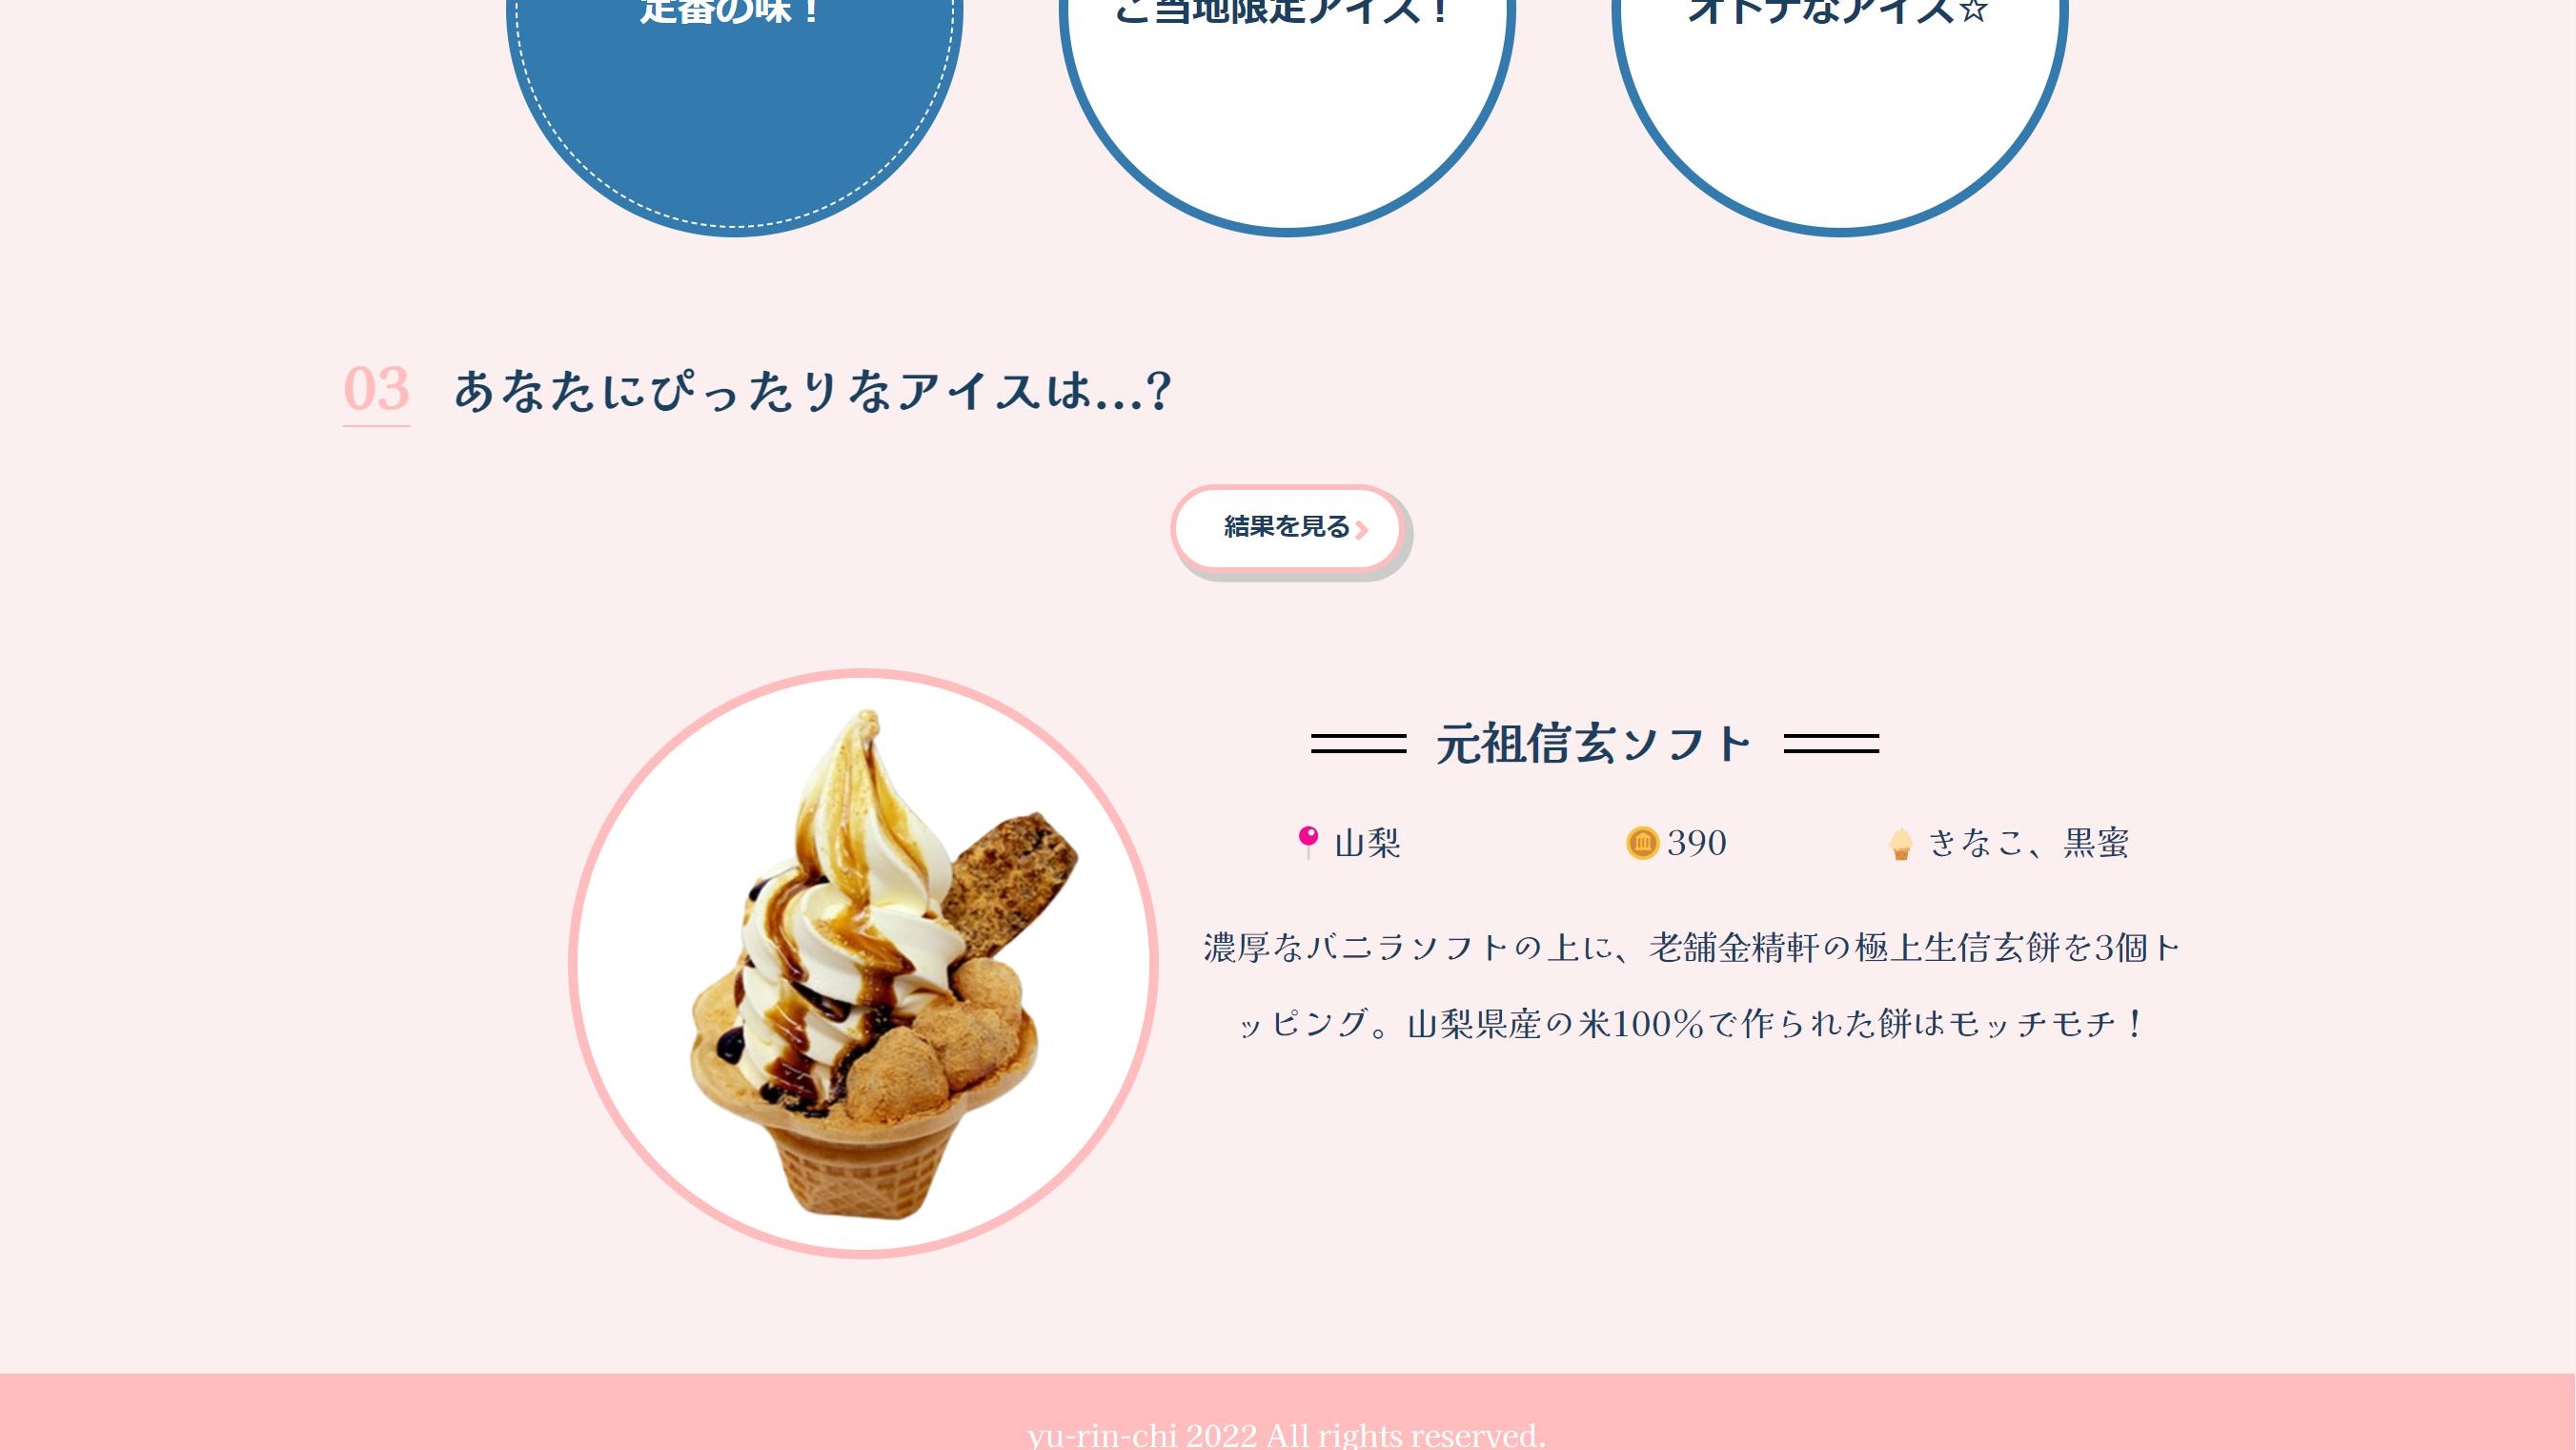 定番の味！
ご当地限定アイス！
オトナなアイス☆
03 あなたにぴったりなアイスは...?
結果を見る
元祖信玄ソフト
山梨 390 きなこ、黒蜜
濃厚なバニラソフトの上に、老舗金精軒の極上生信玄餅を3個ト
ッピング。山梨県産の米100%で作られた餅はモッチモチ！
yu-rin-chi 2022 All rights reserved.